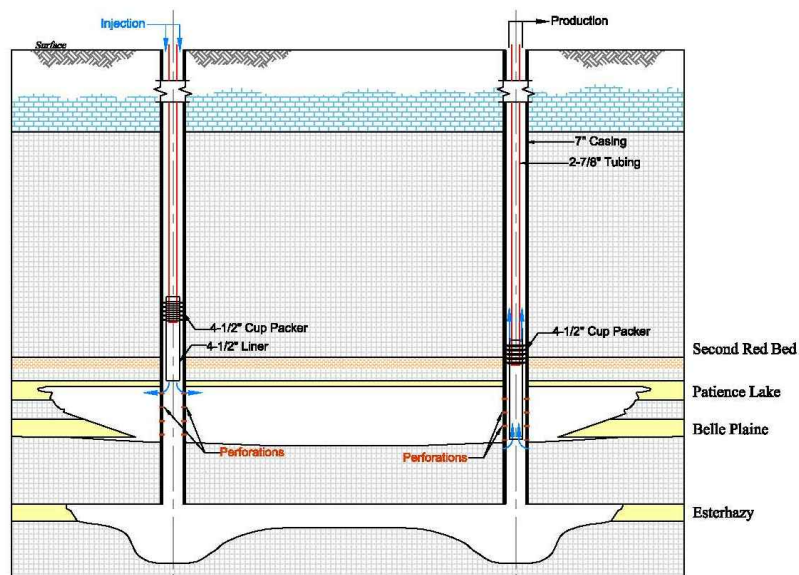 Injection
Production
Surface
7" Casing
2-7/8" Tubing
4-1/2" Cup Packer
4-1/2" Cup Packer
4-1/2" Liner
Second Red Bed
Patience Lake
Belle Plaine
Perforations
Perforations
Esterhazy